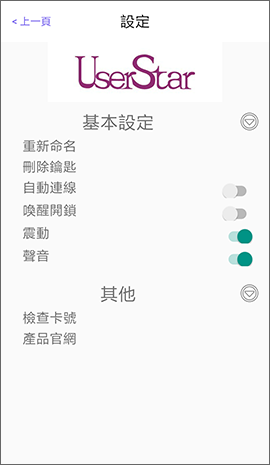 < 上一頁
設定
UserStar
基本設定
重新命名
刪除鑰匙
自動連線
喚醒開鎖
震動
聲音
其他
檢查卡號
產品官網